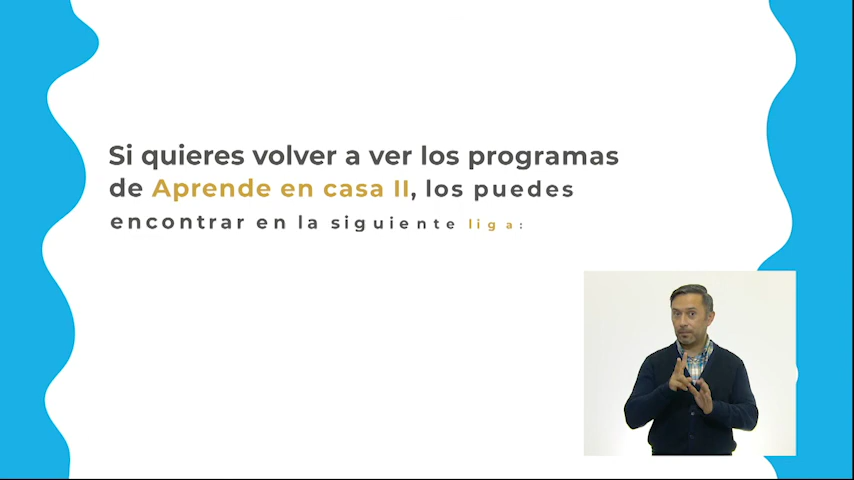 Si quieres volver a ver los programas
de Aprende en casa II, los puedes
encontrar en la siguiente liga: